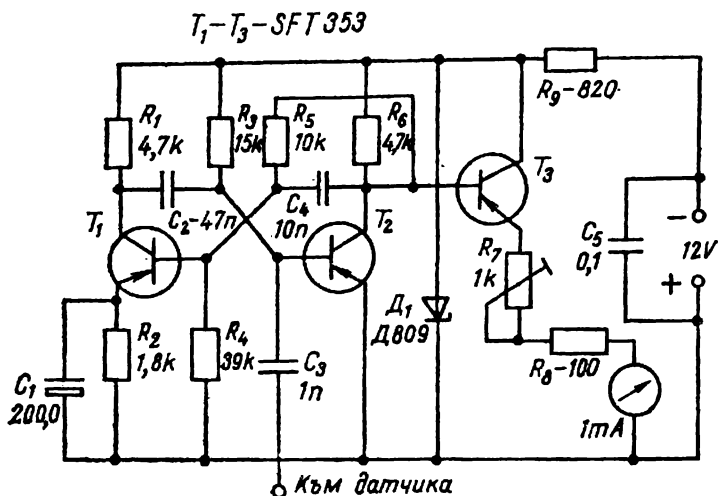 T₁-T₃-SFT353
R₁
4,7k
R₃
15k
R₅
10k
R₆
4,7k
R₉-820
T₁
C₂-47n
C₄
10n
T₂
T₃
R₇
1k
C₅
0,1
-
+
12V
Д₁
Д809
R₂
1,8k
R₄
39k
C₃
1n
R₈-100
C₁
200,0
1mA
Към датчика